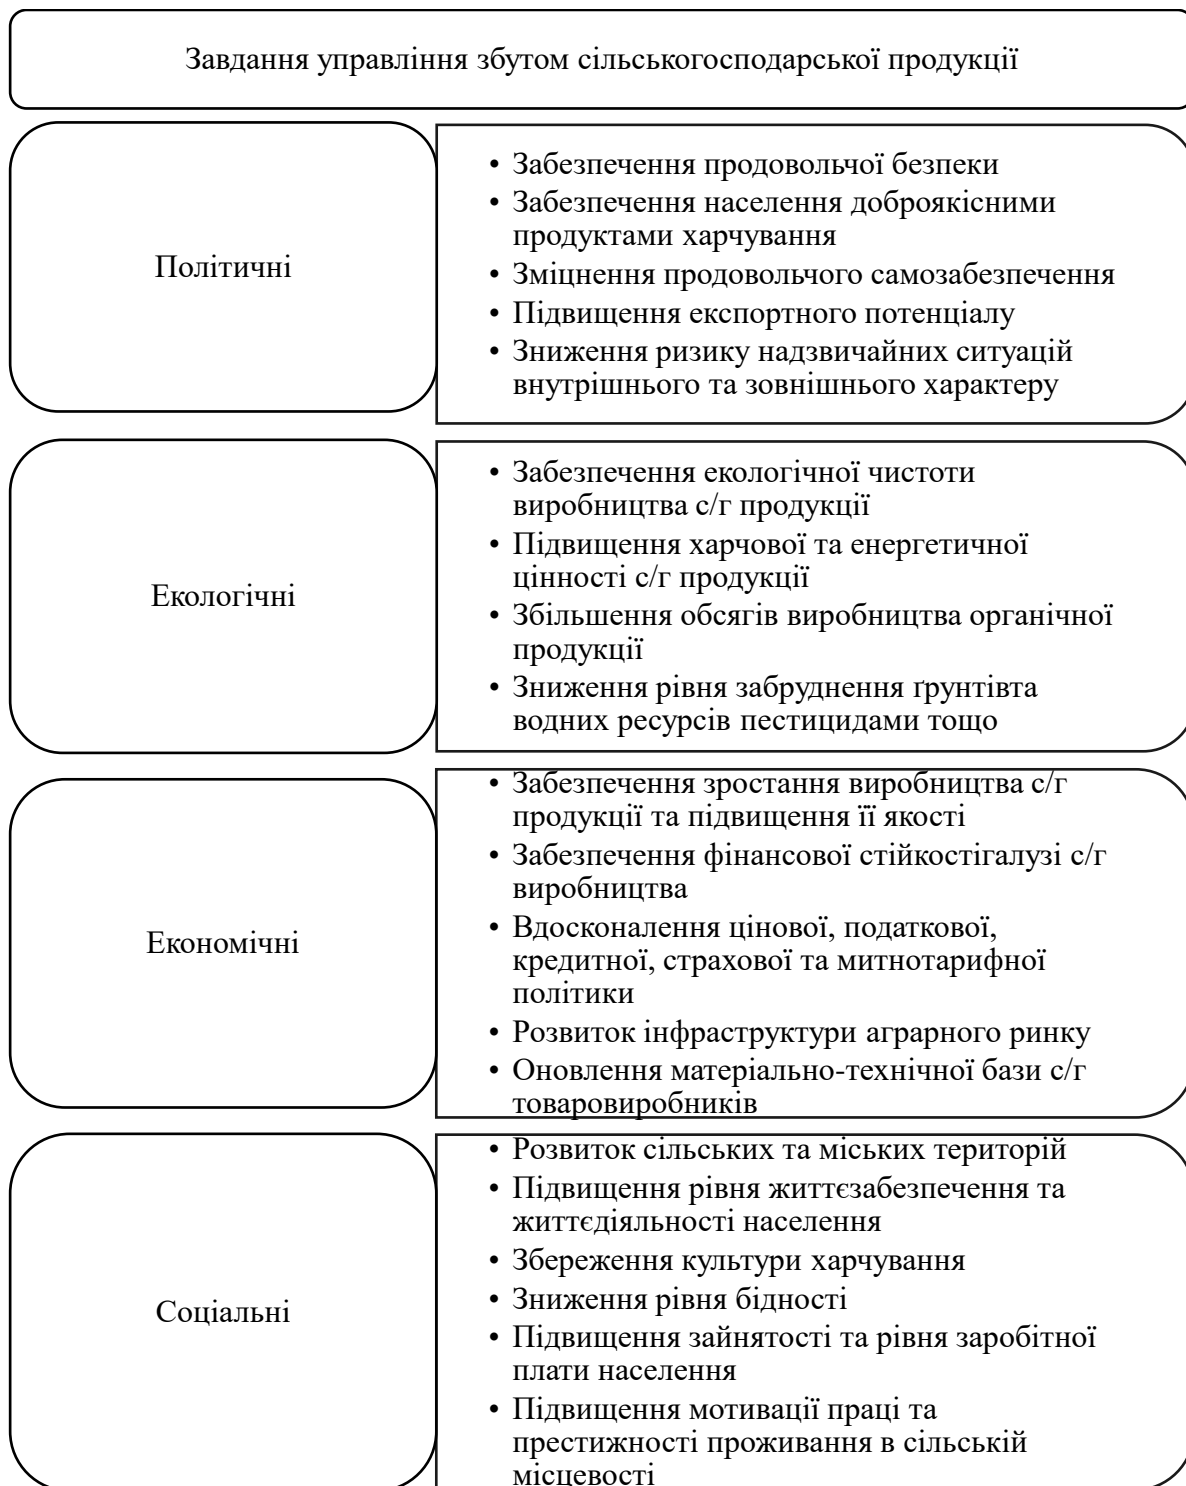 Завдання управління збутом сільськогосподарської продукції
Політичні
• Забезпечення продовольчої безпеки
• Забезпечення населення доброякісними
продуктами харчування
• Зміцнення продовольчого самозабезпечення
• Підвищення експортного потенціалу
• Зниження ризику надзвичайних ситуацій
внутрішнього та зовнішнього характеру
Екологічні
• Забезпечення екологічної чистоти
виробництва с/г продукції
• Підвищення харчової та енергетичної
цінності с/г продукції
• Збільшення обсягів виробництва органічної
продукції
• Зниження рівня забруднення ґрунтівта
водних ресурсів пестицидами тощо
Економічні
• Забезпечення зростання виробництва с/г
продукції та підвищення її якості
• Забезпечення фінансової стійкостігалузі с/г
виробництва
• Вдосконалення цінової, податкової,
кредитної, страхової та митнотарифної
політики
• Розвиток інфраструктури аграрного ринку
• Оновлення матеріально-технічної бази с/г
товаровиробників
Соціальні
• Розвиток сільських та міських територій
• Підвищення рівня життєзабезпечення та
життєдіяльності населення
• Збереження культури харчування
• Зниження рівня бідності
• Підвищення зайнятості та рівня заробітної
плати населення
• Підвищення мотивації праці та
престижності проживання в сільській
місцевості